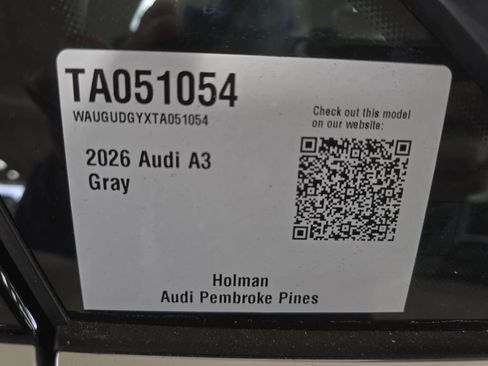 TA051054
WAUGUDGYXTA051054
Check out this model
on our website:
2026 Audi A3
Gray
Holman
Audi Pembroke Pines